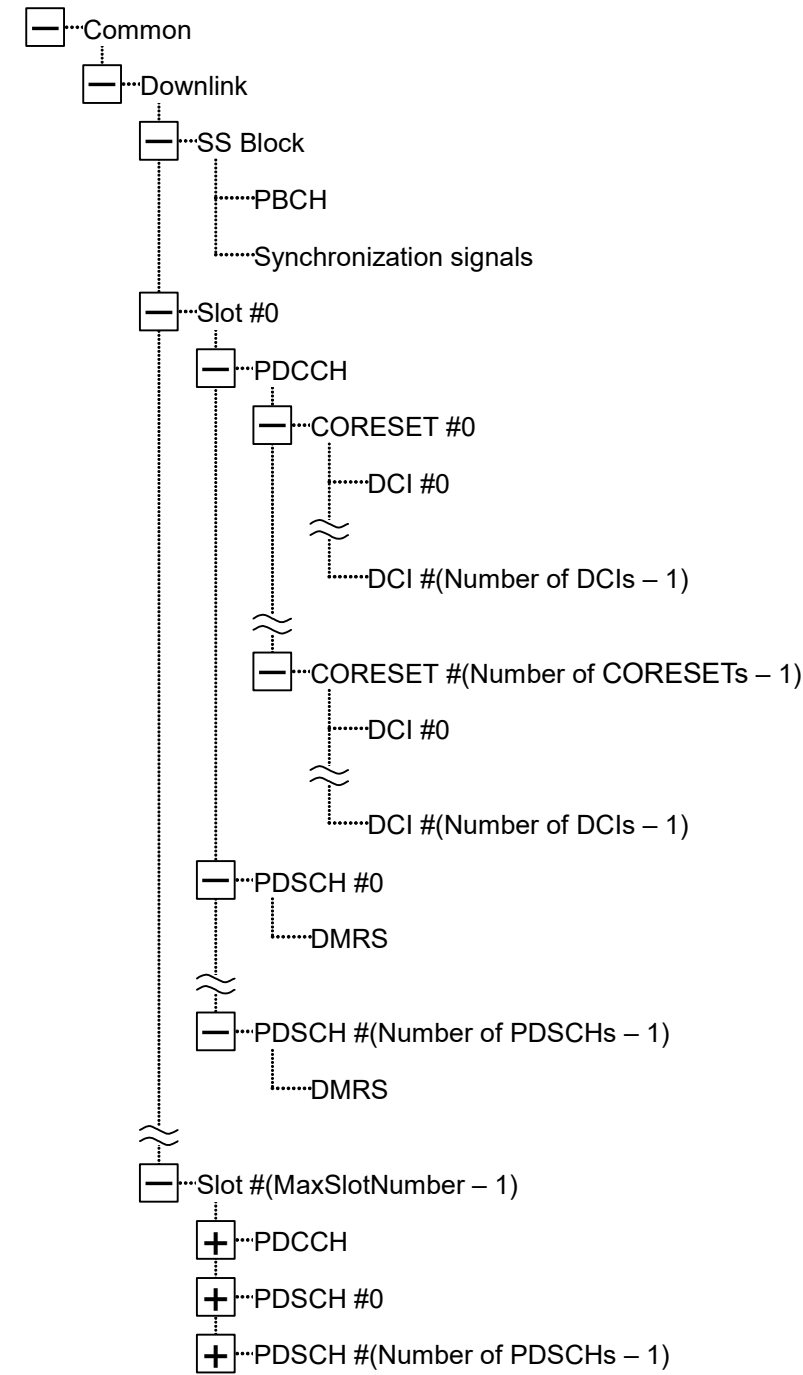 Common
Downlink
SS Block
PBCH
Synchronization signals
Slot #0
PDCCH
CORESET #0
DCI #0
DCI #(Number of DCIs – 1)
CORESET #(Number of CORESETs – 1)
DCI #0
DCI #(Number of DCIs – 1)
PDSCH #0
DMRS
PDSCH #(Number of PDSCHs – 1)
DMRS
Slot #(MaxSlotNumber – 1)
PDCCH
PDSCH #0
PDSCH #(Number of PDSCHs – 1)